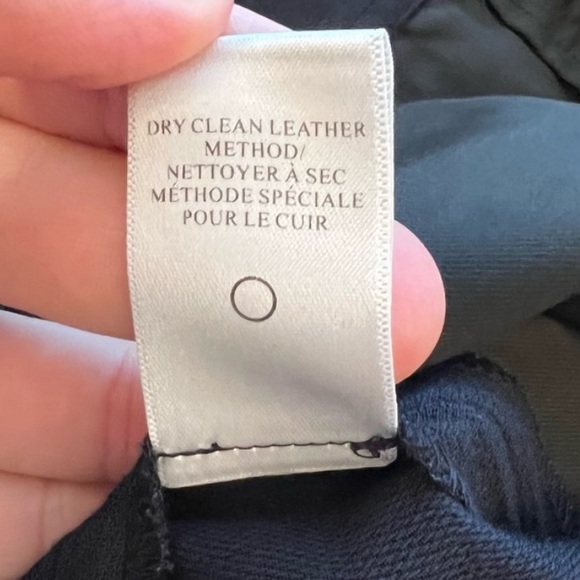 DRY CLEAN LEATHER
METHOD/
NETTOYER À SEC
MÉTHODE SPÉCIALE
POUR LE CUIR